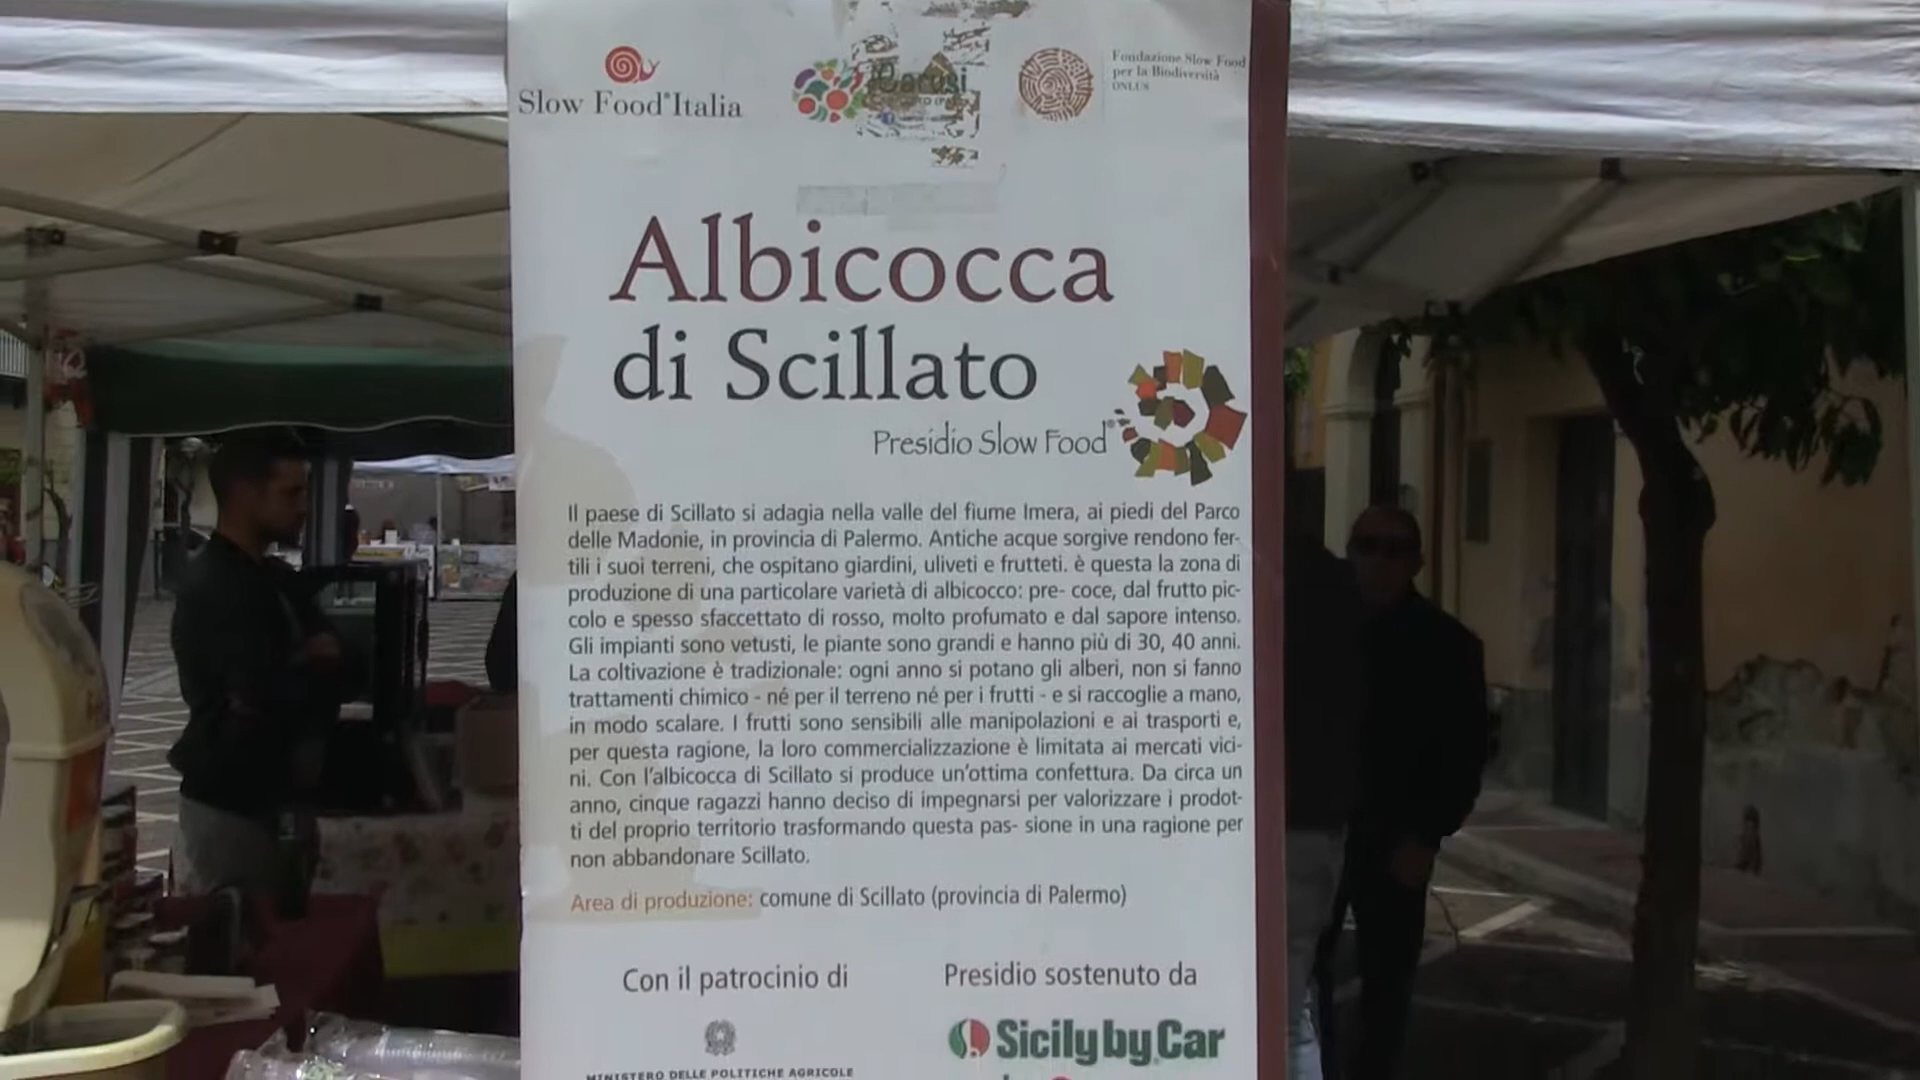 Slow Food® Italia
Fondazione Slow Food
per la Biodiversità
ONLUS
Albicocca
di Scillato
Presidio Slow Food®
Il paese di Scillato si adagia nella valle del fiume Imera, ai piedi del Parco
delle Madonie, in provincia di Palermo. Antiche acque sorgive rendono fer-
tili i suoi terreni, che ospitano giardini, uliveti e frutteti. è questa la zona di
produzione di una particolare varietà di albicocco: pre- coce, dal frutto pic-
colo e spesso sfaccettato di rosso, molto profumato e dal sapore intenso.
Gli impianti sono vetusti, le piante sono grandi e hanno più di 30, 40 anni.
La coltivazione è tradizionale: ogni anno si potano gli alberi, non si fanno
trattamenti chimico - né per il terreno né per i frutti - e si raccoglie a mano,
in modo scalare. I frutti sono sensibili alle manipolazioni e ai trasporti e,
per questa ragione, la loro commercializzazione è limitata ai mercati vici-
ni. Con l'albicocca di Scillato si produce un'ottima confettura. Da circa un
anno, cinque ragazzi hanno deciso di impegnarsi per valorizzare i prodot-
ti del proprio territorio trasformando questa pas- sione in una ragione per
non abbandonare Scillato.
Area di produzione: comune di Scillato (provincia di Palermo)
Con il patrocinio di
Presidio sostenuto da
Sicily by Car
MINISTERO DELLE POLITICHE AGRICOLE